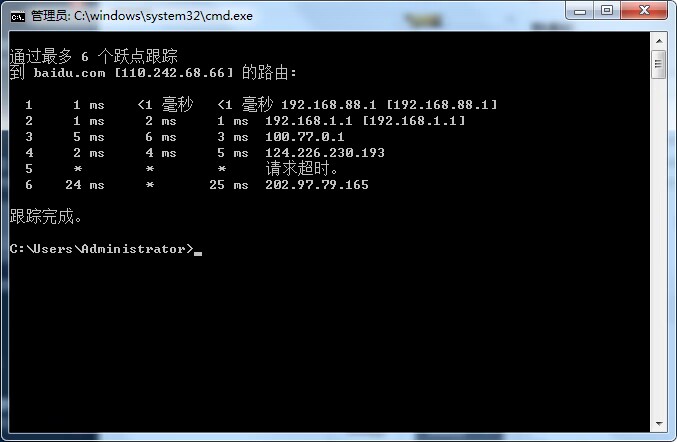 管理员: C:\windows\system32\cmd.exe
通过最多 6 个跃点跟踪
到 baidu.com [110.242.68.66] 的路由:
1 1 ms <1 毫秒 <1 毫秒 192.168.88.1 [192.168.88.1]
2 1 ms 2 ms 1 ms 192.168.1.1 [192.168.1.1]
3 5 ms 6 ms 3 ms 100.77.0.1
4 2 ms 4 ms 5 ms 124.226.230.193
5 * * * 请求超时。
6 24 ms * 25 ms 202.97.79.165
跟踪完成。
C:\Users\Administrator>_